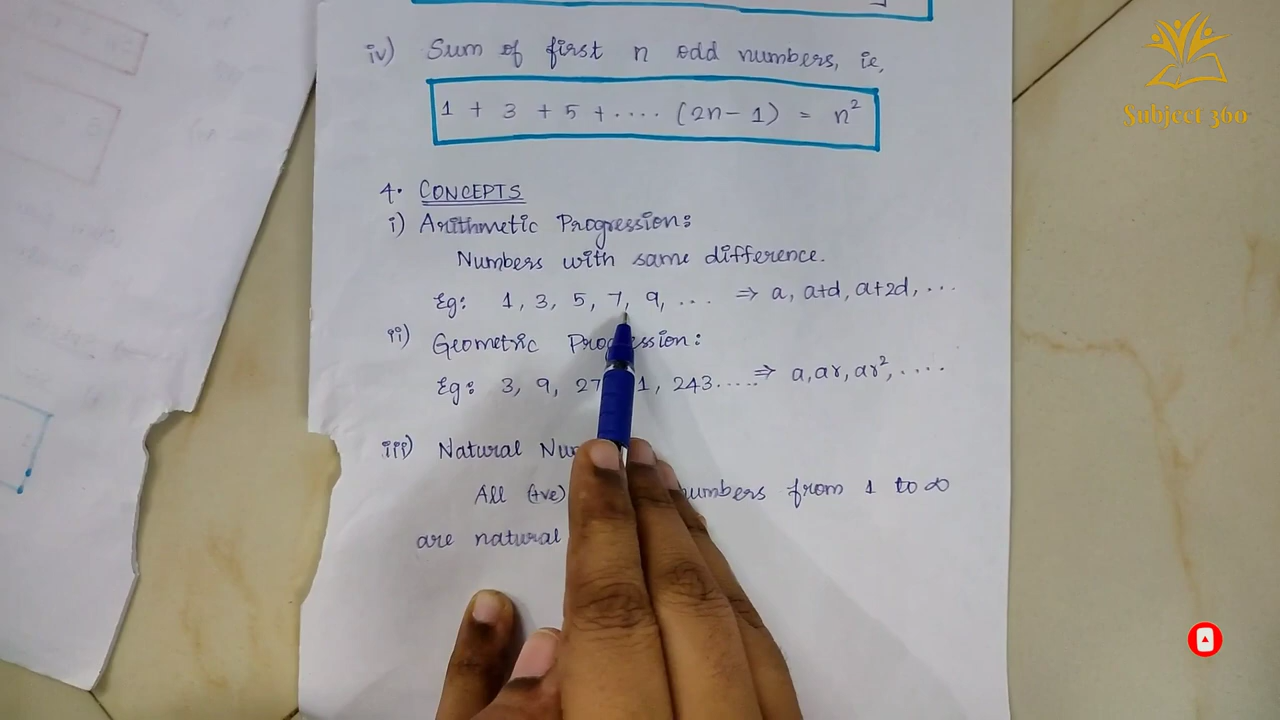 iv) Sum of first n odd numbers, ie,
1 + 3 + 5 + .... (2n - 1) = n²
4. CONCEPTS
i) Arithmetic Progression:
Numbers with same difference.
Eg: 1, 3, 5, 7, 9, ... ⇒ a, a+d, a+2d, ...
ii) Geometric Progression:
Eg: 3, 9, 27 1, 243..... ⇒ a, ar, ar², ....
iii) Natural
All (+ve) numbers from 1 to ∞
are natural
Subject 360